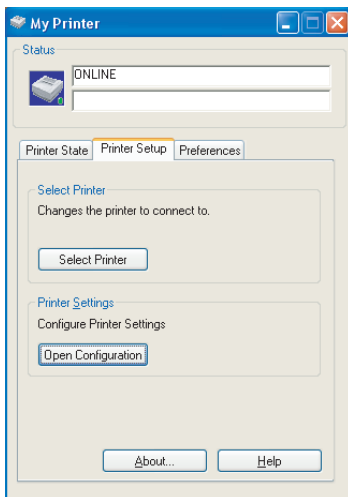 My Printer
Status
ONLINE
Printer State Printer Setup Preferences
Select Printer
Changes the printer to connect to.
Select Printer
Printer Settings
Configure Printer Settings
Open Configuration
About... Help